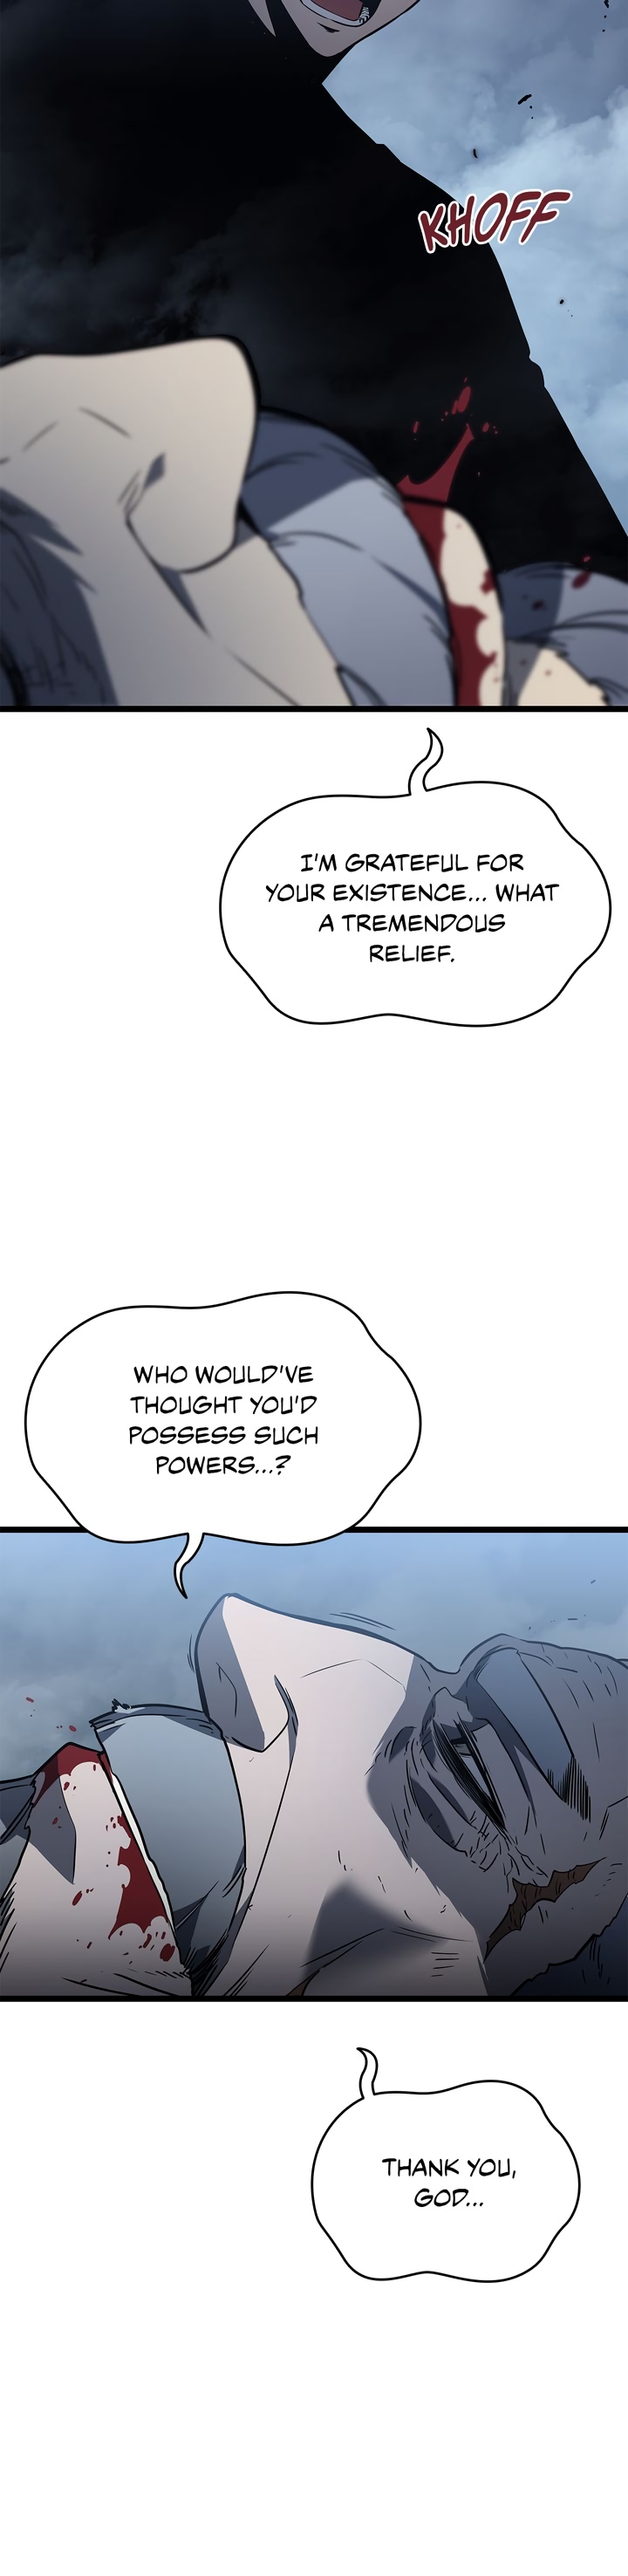 KHOFF
I'M GRATEFUL FOR
YOUR EXISTENCE... WHAT
A TREMENDOUS
RELIEF.
WHO WOULD'VE
THOUGHT YOU'D
POSSESS SUCH
POWERS...?
THANK YOU,
GOD...